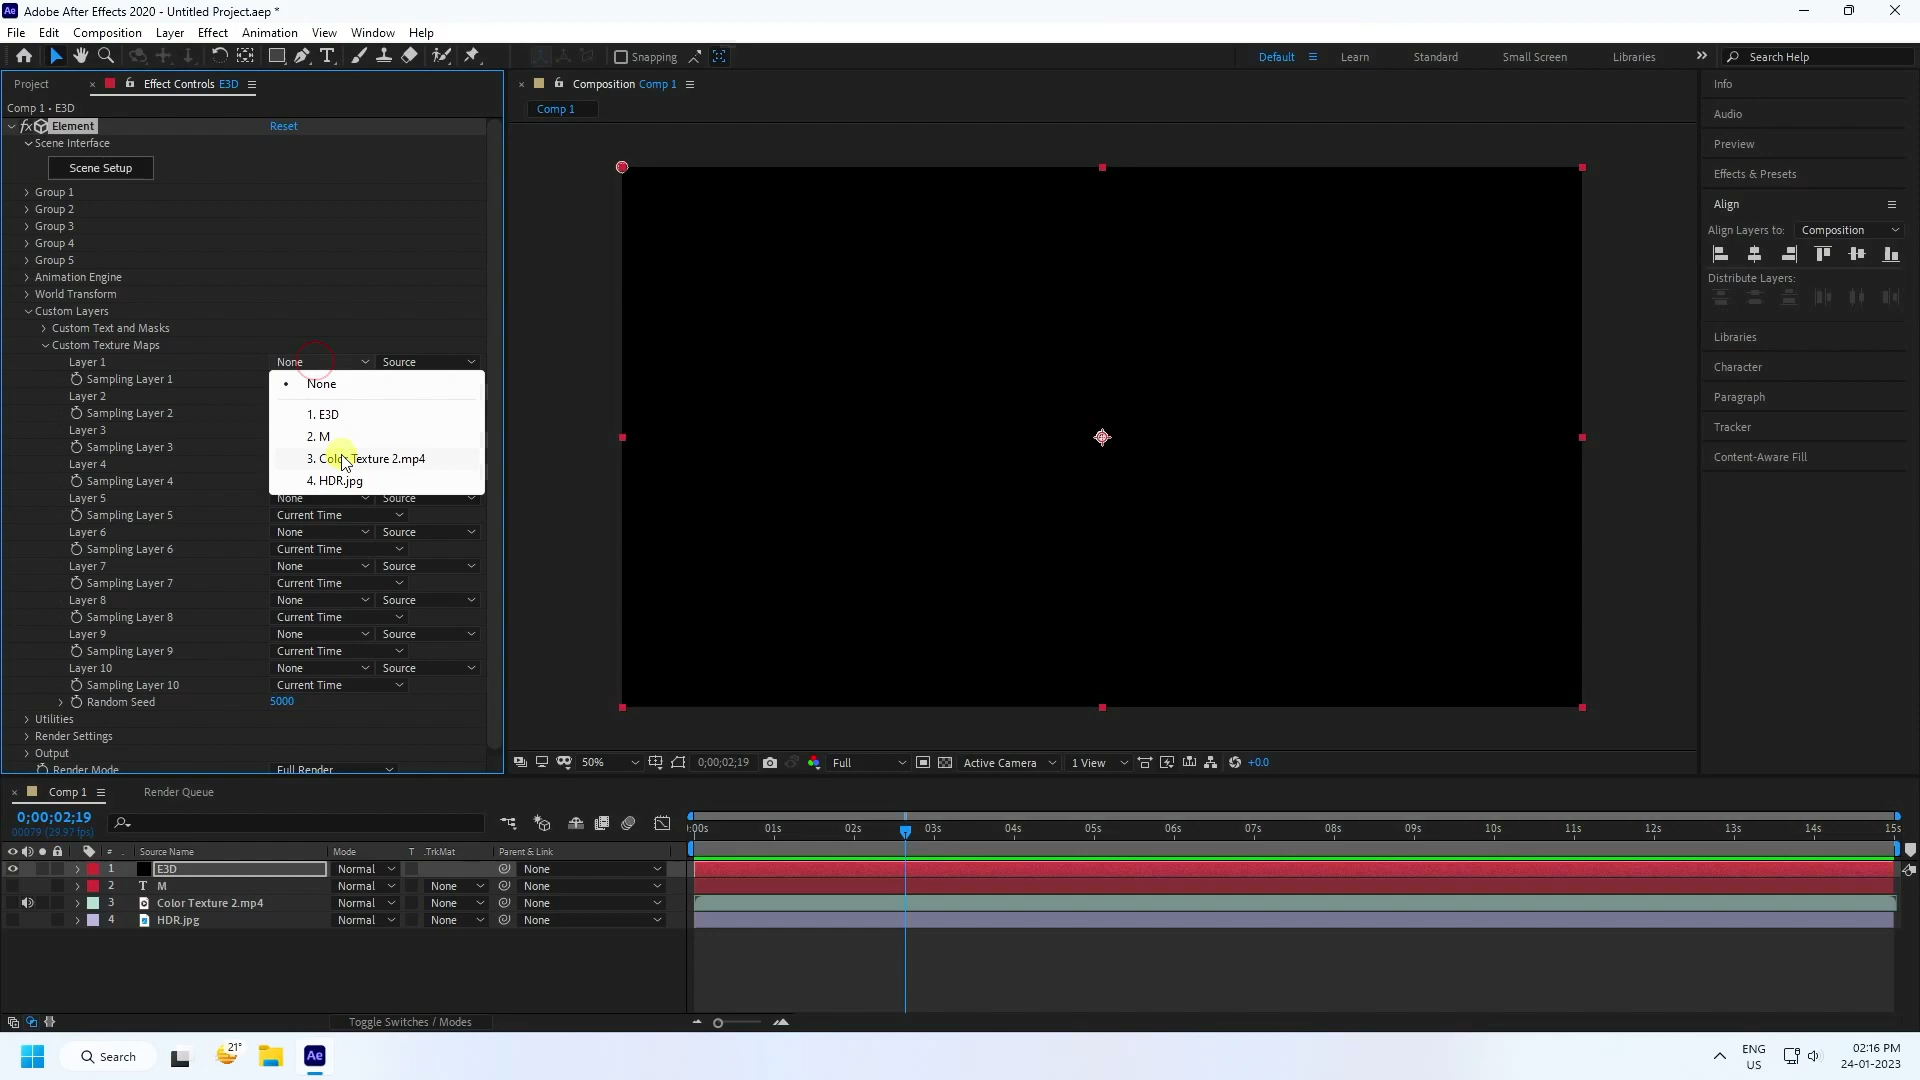 Adobe After Effects 2020 - Untitled Project.aep *
File Edit Composition Layer Effect Animation View Window Help
Snapping
Default Learn Standard Small Screen Libraries Search Help
Project Effect Controls E3D
Composition Comp 1
Comp 1 • E3D
Comp 1
Element Reset
Scene Interface
Scene Setup
Group 1
Group 2
Group 3
Group 4
Group 5
Animation Engine
World Transform
Custom Layers
Custom Text and Masks
Custom Texture Maps
Layer 1 None Source
Sampling Layer 1
Layer 2
Sampling Layer 2
Layer 3
Sampling Layer 3
Layer 4
Sampling Layer 4
None
1. E3D
2. M
3. Color Texture 2.mp4
4. HDR.jpg
Layer 5 None Source
Sampling Layer 5 Current Time
Layer 6 None Source
Sampling Layer 6 Current Time
Layer 7 None Source
Sampling Layer 7 Current Time
Layer 8 None Source
Sampling Layer 8 Current Time
Layer 9 None Source
Sampling Layer 9 Current Time
Layer 10 None Source
Sampling Layer 10 Current Time
Random Seed 5000
Utilities
Render Settings
Output
Render Mode Full Render
50% 0;00;02;19 Full Active Camera 1 View +0.0
Info
Audio
Preview
Effects & Presets
Align
Align Layers to: Composition
Distribute Layers:
Libraries
Character
Paragraph
Tracker
Content-Aware Fill
Comp 1 Render Queue
0;00;02;19
00079 (29.97 fps)
:00s 01s 02s 03s 04s 05s 06s 07s 08s 09s 10s 11s 12s 13s 14s 15s
# Source Name Mode T .TrkMat Parent & Link
1 E3D Normal None
2 T M Normal None None
3 Color Texture 2.mp4 Normal None None
4 HDR.jpg Normal None None
Toggle Switches / Modes
Search 21° Ae
ENG
US
02:16 PM
24-01-2023